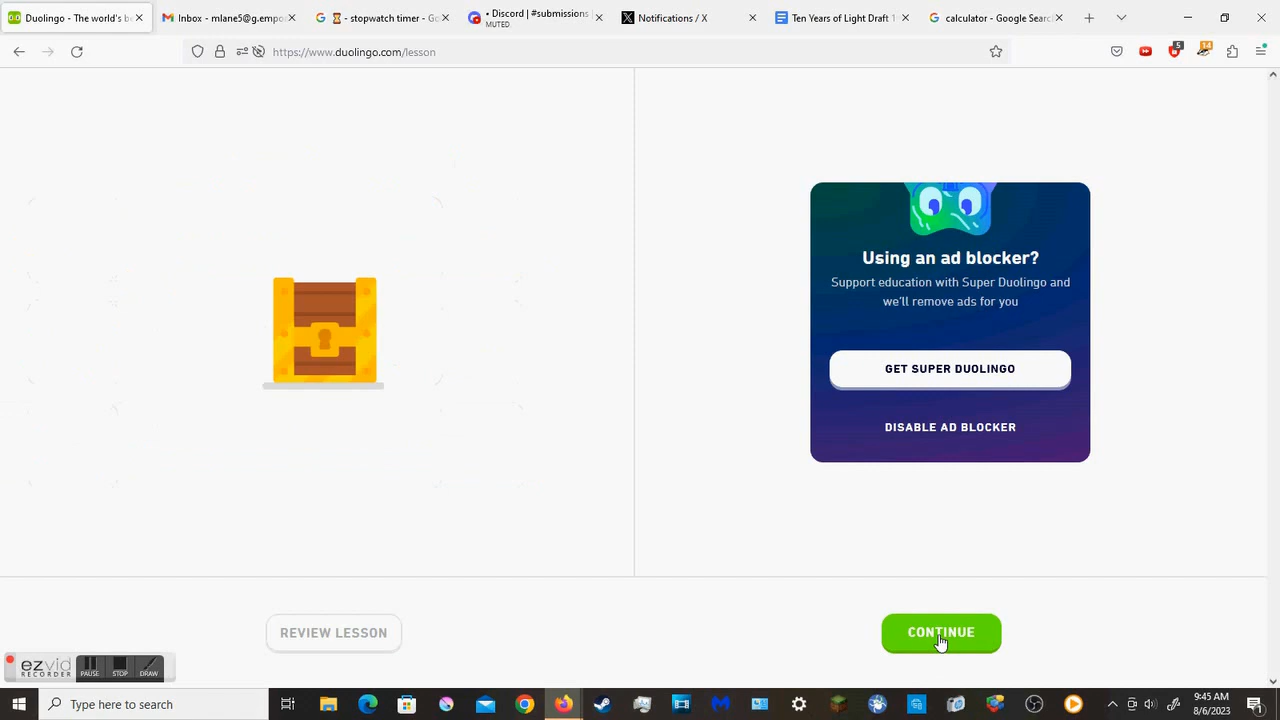 Duolingo - The world's b
Inbox - mlane5@g.empo
- stopwatch timer - Go
• Discord | #submissions
MUTED
Notifications / X
Ten Years of Light Draft 1
calculator - Google Searc
https://www.duolingo.com/lesson
5
14
Using an ad blocker?
Support education with Super Duolingo and
we'll remove ads for you
GET SUPER DUOLINGO
DISABLE AD BLOCKER
REVIEW LESSON
CONTINUE
ezvid
RECORDER
PAUSE
STOP
DRAW
Type here to search
9:45 AM
8/6/2023